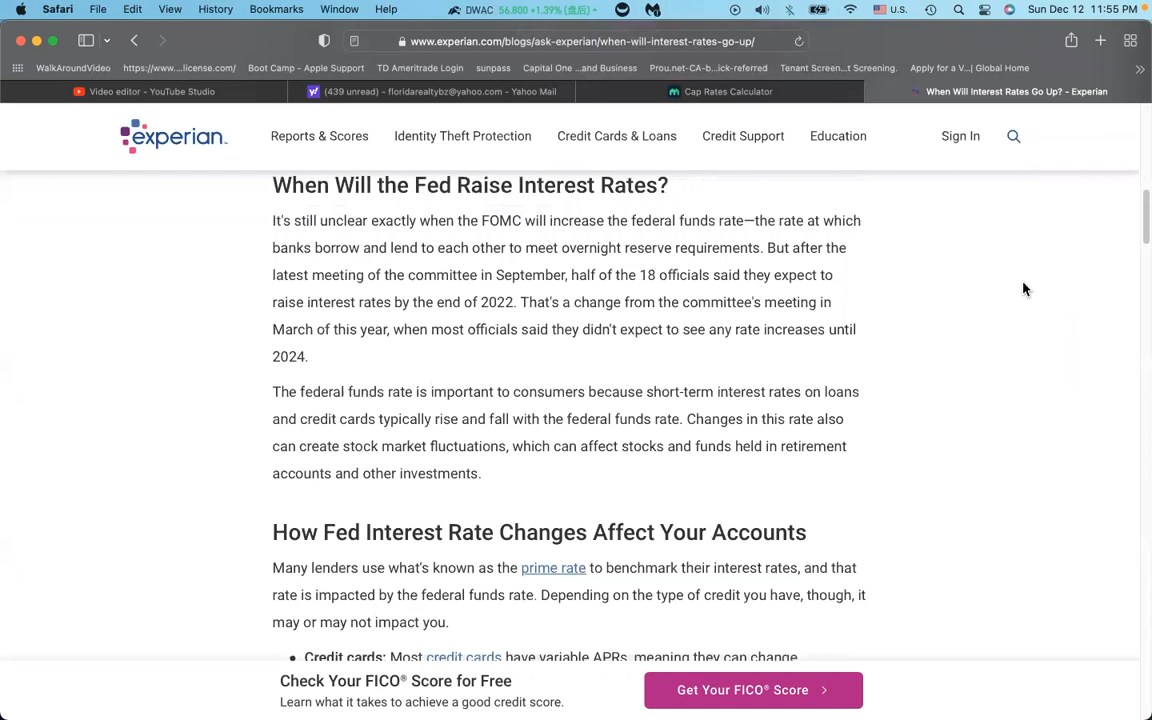 Safari File Edit View History Bookmarks Window Help DWAC 56.800 +1.39% (盘后) U.S. Sun Dec 12 11:55 PM
www.experian.com/blogs/ask-experian/when-will-interest-rates-go-up/
WalkAroundVideo https://www....license.com/ Boot Camp - Apple Support TD Ameritrade Login sunpass Capital One ...and Business Prou.net-CA-b...ick-referred Tenant Screen...t Screening. Apply for a V...| Global Home
Video editor - YouTube Studio (439 unread) - floridarealtybz@yahoo.com - Yahoo Mail Cap Rates Calculator When Will Interest Rates Go Up? - Experian
experian. Reports & Scores Identity Theft Protection Credit Cards & Loans Credit Support Education Sign In
When Will the Fed Raise Interest Rates?
It's still unclear exactly when the FOMC will increase the federal funds rate—the rate at which
banks borrow and lend to each other to meet overnight reserve requirements. But after the
latest meeting of the committee in September, half of the 18 officials said they expect to
raise interest rates by the end of 2022. That's a change from the committee's meeting in
March of this year, when most officials said they didn't expect to see any rate increases until
2024.
The federal funds rate is important to consumers because short-term interest rates on loans
and credit cards typically rise and fall with the federal funds rate. Changes in this rate also
can create stock market fluctuations, which can affect stocks and funds held in retirement
accounts and other investments.
How Fed Interest Rate Changes Affect Your Accounts
Many lenders use what's known as the prime rate to benchmark their interest rates, and that
rate is impacted by the federal funds rate. Depending on the type of credit you have, though, it
may or may not impact you.
• Credit cards: Most credit cards have variable APRs, meaning they can change
Check Your FICO® Score for Free
Learn what it takes to achieve a good credit score.
Get Your FICO® Score